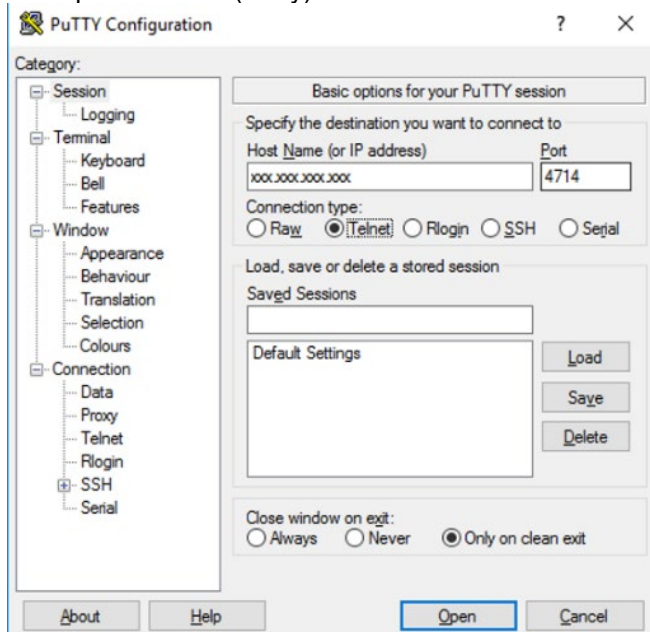 PuTTY Configuration ? ×
Category:
Session
Logging
Terminal
Keyboard
Bell
Features
Window
Appearance
Behaviour
Translation
Selection
Colours
Connection
Data
Proxy
Telnet
Rlogin
SSH
Serial
Basic options for your PuTTY session
Specify the destination you want to connect to
Host Name (or IP address) Port
xxx.xxx.xxx.xxx 4714
Connection type:
Raw Telnet Rlogin SSH Serial
Load, save or delete a stored session
Saved Sessions
Default Settings
Load
Save
Delete
Close window on exit:
Always Never Only on clean exit
About Help Open Cancel